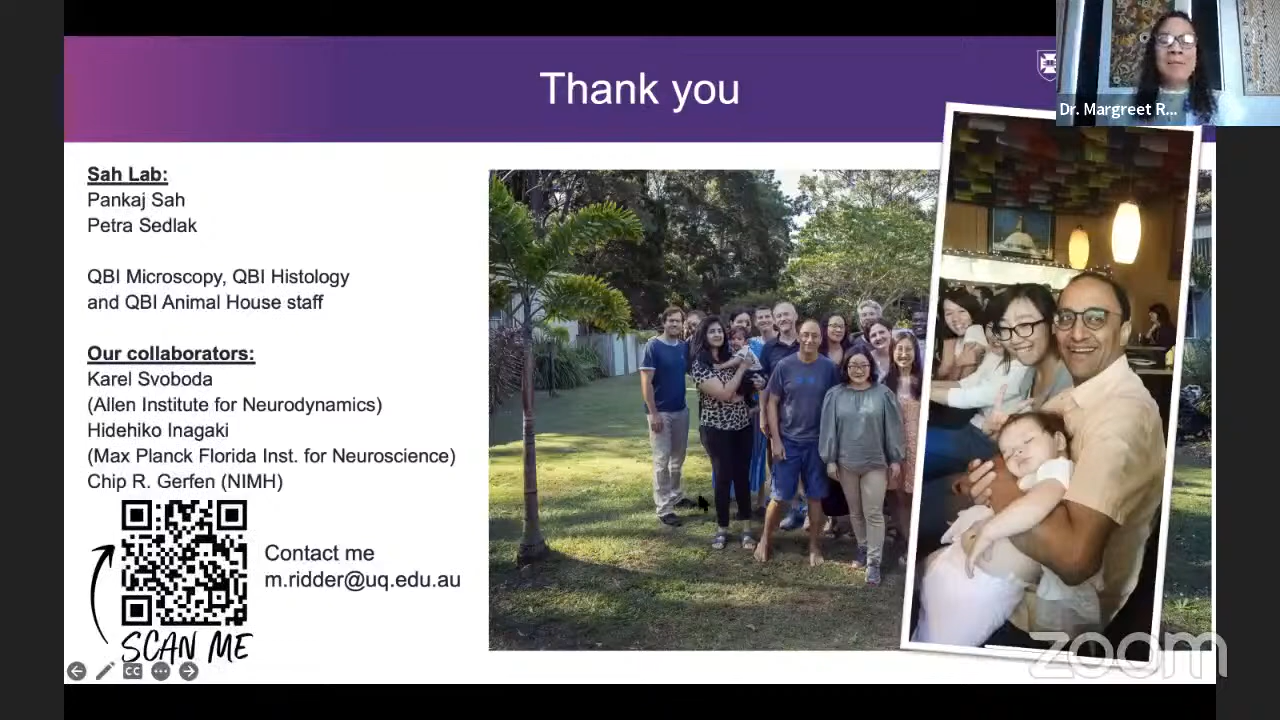 Thank you
Dr. Margreet R...
Sah Lab:
Pankaj Sah
Petra Sedlak
QBI Microscopy, QBI Histology
and QBI Animal House staff
Our collaborators:
Karel Svoboda
(Allen Institute for Neurodynamics)
Hidehiko Inagaki
(Max Planck Florida Inst. for Neuroscience)
Chip R. Gerfen (NIMH)
Contact me
m.ridder@uq.edu.au
SCAN ME
CC
zoom